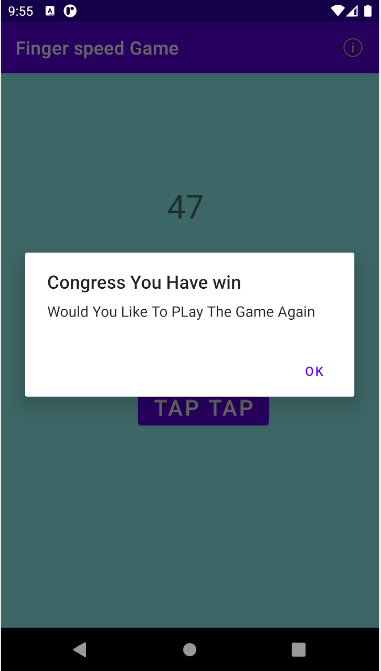 9:55
Finger speed Game
47
Congress You Have win
Would You Like To PLay The Game Again
OK
TAP TAP